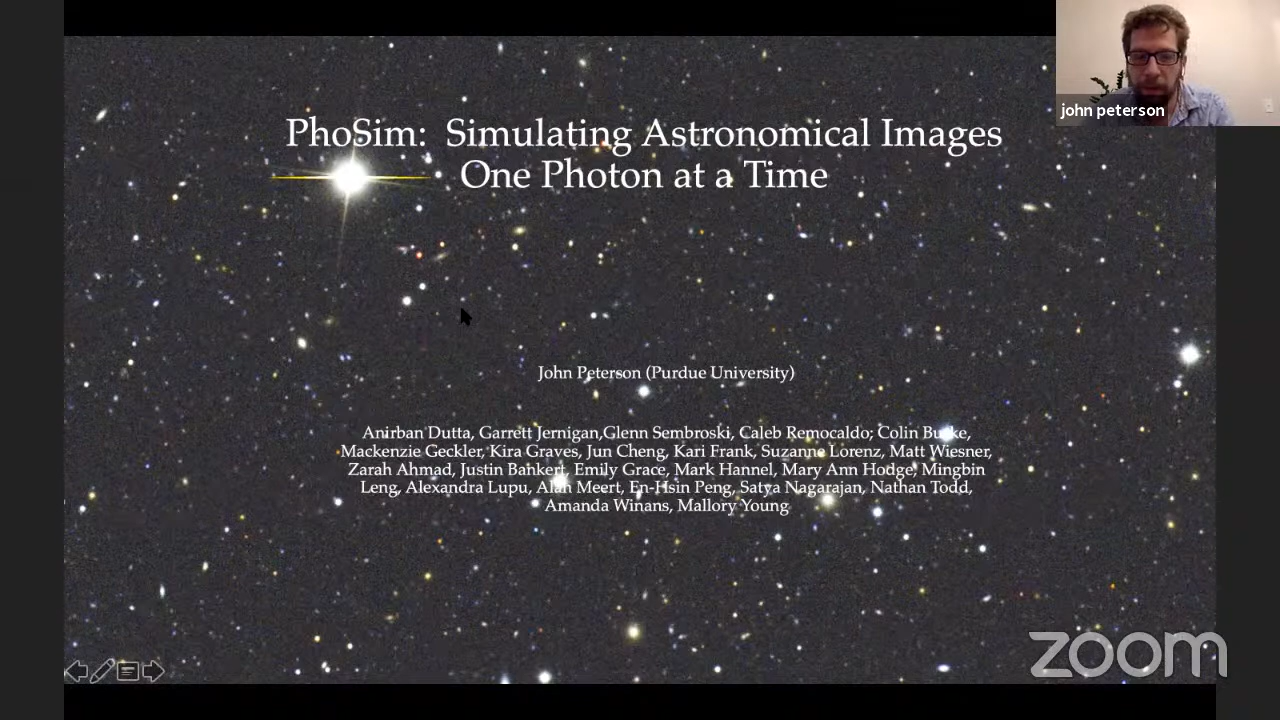 PhoSim: Simulating Astronomical Images
One Photon at a Time
john peterson
John Peterson (Purdue University)
Anirban Dutta, Garrett Jernigan,Glenn Sembroski, Caleb Remocaldo; Colin Burke,
Mackenzie Geckler, Kira Graves, Jun Cheng, Kari Frank, Suzanne Lorenz, Matt Wiesner,
Zarah Ahmad, Justin Bankert, Emily Grace, Mark Hannel, Mary Ann Hodge, Mingbin
Leng, Alexandra Lupu, Alan Meert, En-Hsin Peng, Satya Nagarajan, Nathan Todd,
Amanda Winans, Mallory Young
zoom